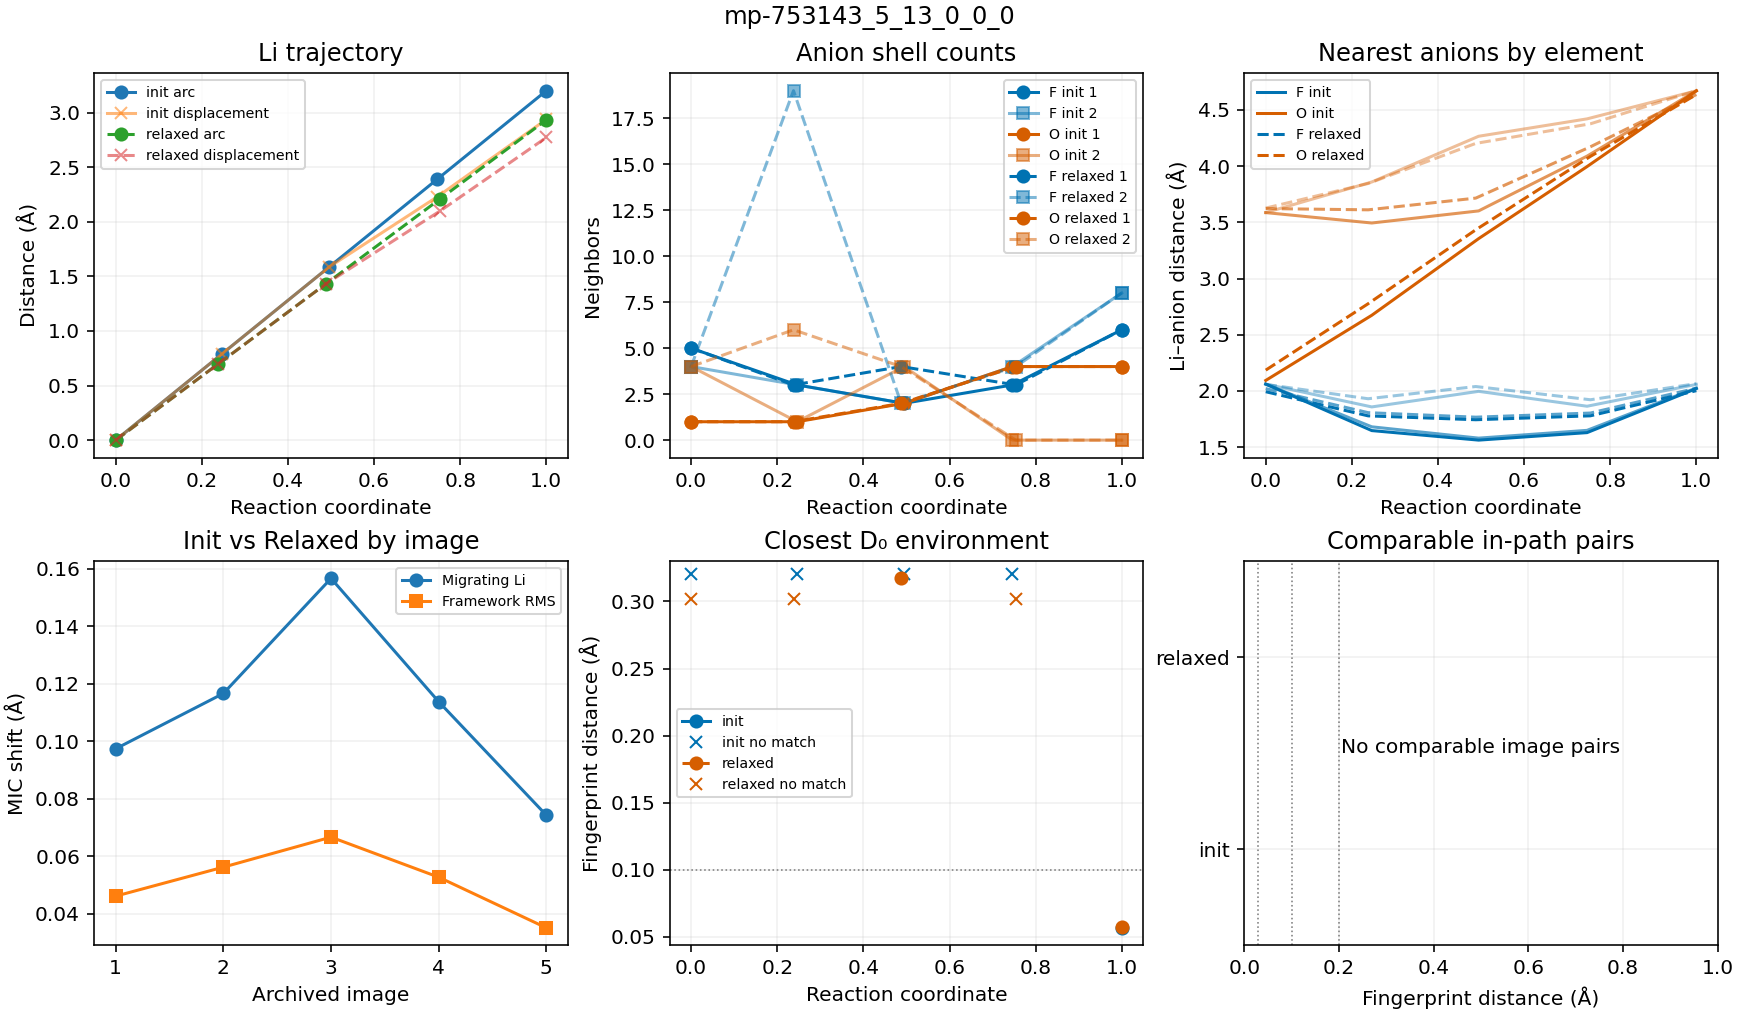 mp-753143_5_13_0_0_0
Li trajectory
init arc
init displacement
relaxed arc
relaxed displacement
Distance (Å)
0.0
0.5
1.0
1.5
2.0
2.5
3.0
0.0 0.2 0.4 0.6 0.8 1.0
Reaction coordinate
Anion shell counts
F init 1
F init 2
O init 1
O init 2
F relaxed 1
F relaxed 2
O relaxed 1
O relaxed 2
Neighbors
0.0
2.5
5.0
7.5
10.0
12.5
15.0
17.5
0.0 0.2 0.4 0.6 0.8 1.0
Reaction coordinate
Nearest anions by element
F init
O init
F relaxed
O relaxed
Li–anion distance (Å)
1.5
2.0
2.5
3.0
3.5
4.0
4.5
0.0 0.2 0.4 0.6 0.8 1.0
Reaction coordinate
Init vs Relaxed by image
Migrating Li
Framework RMS
MIC shift (Å)
0.04
0.06
0.08
0.10
0.12
0.14
0.16
1 2 3 4 5
Archived image
Closest D₀ environment
init
init no match
relaxed
relaxed no match
Fingerprint distance (Å)
0.05
0.10
0.15
0.20
0.25
0.30
0.0 0.2 0.4 0.6 0.8 1.0
Reaction coordinate
Comparable in-path pairs
relaxed
No comparable image pairs
init
0.0 0.2 0.4 0.6 0.8 1.0
Fingerprint distance (Å)